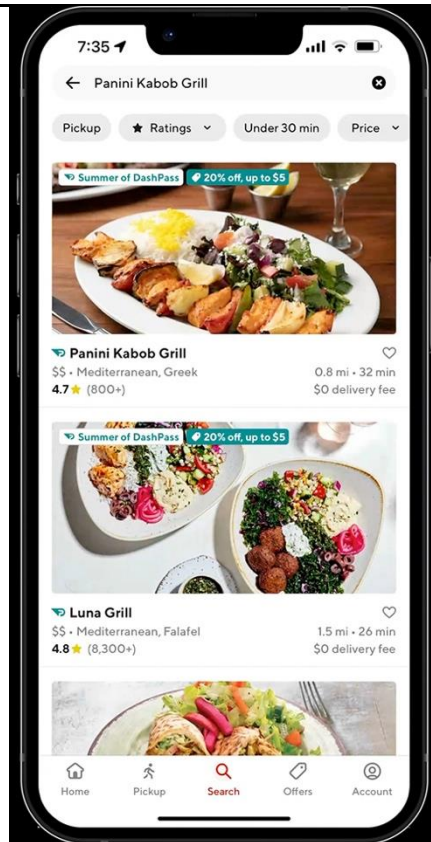 7:35
Panini Kabob Grill
Pickup
★ Ratings
Under 30 min
Price
Summer of DashPass
20% off, up to $5
Panini Kabob Grill
$$ • Mediterranean, Greek
0.8 mi • 32 min
4.7★ (800+)
$0 delivery fee
Summer of DashPass
20% off, up to $5
Luna Grill
$$ • Mediterranean, Falafel
1.5 mi • 26 min
4.8★ (8,300+)
$0 delivery fee
Home
Pickup
Search
Offers
Account